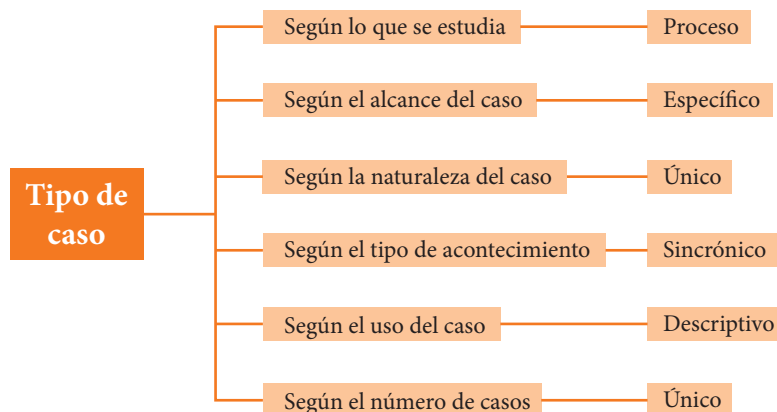 Según lo que se estudia Proceso
Según el alcance del caso Específico
Según la naturaleza del caso Único
Tipo de
caso
Según el tipo de acontecimiento Sincrónico
Según el uso del caso Descriptivo
Según el número de casos Único